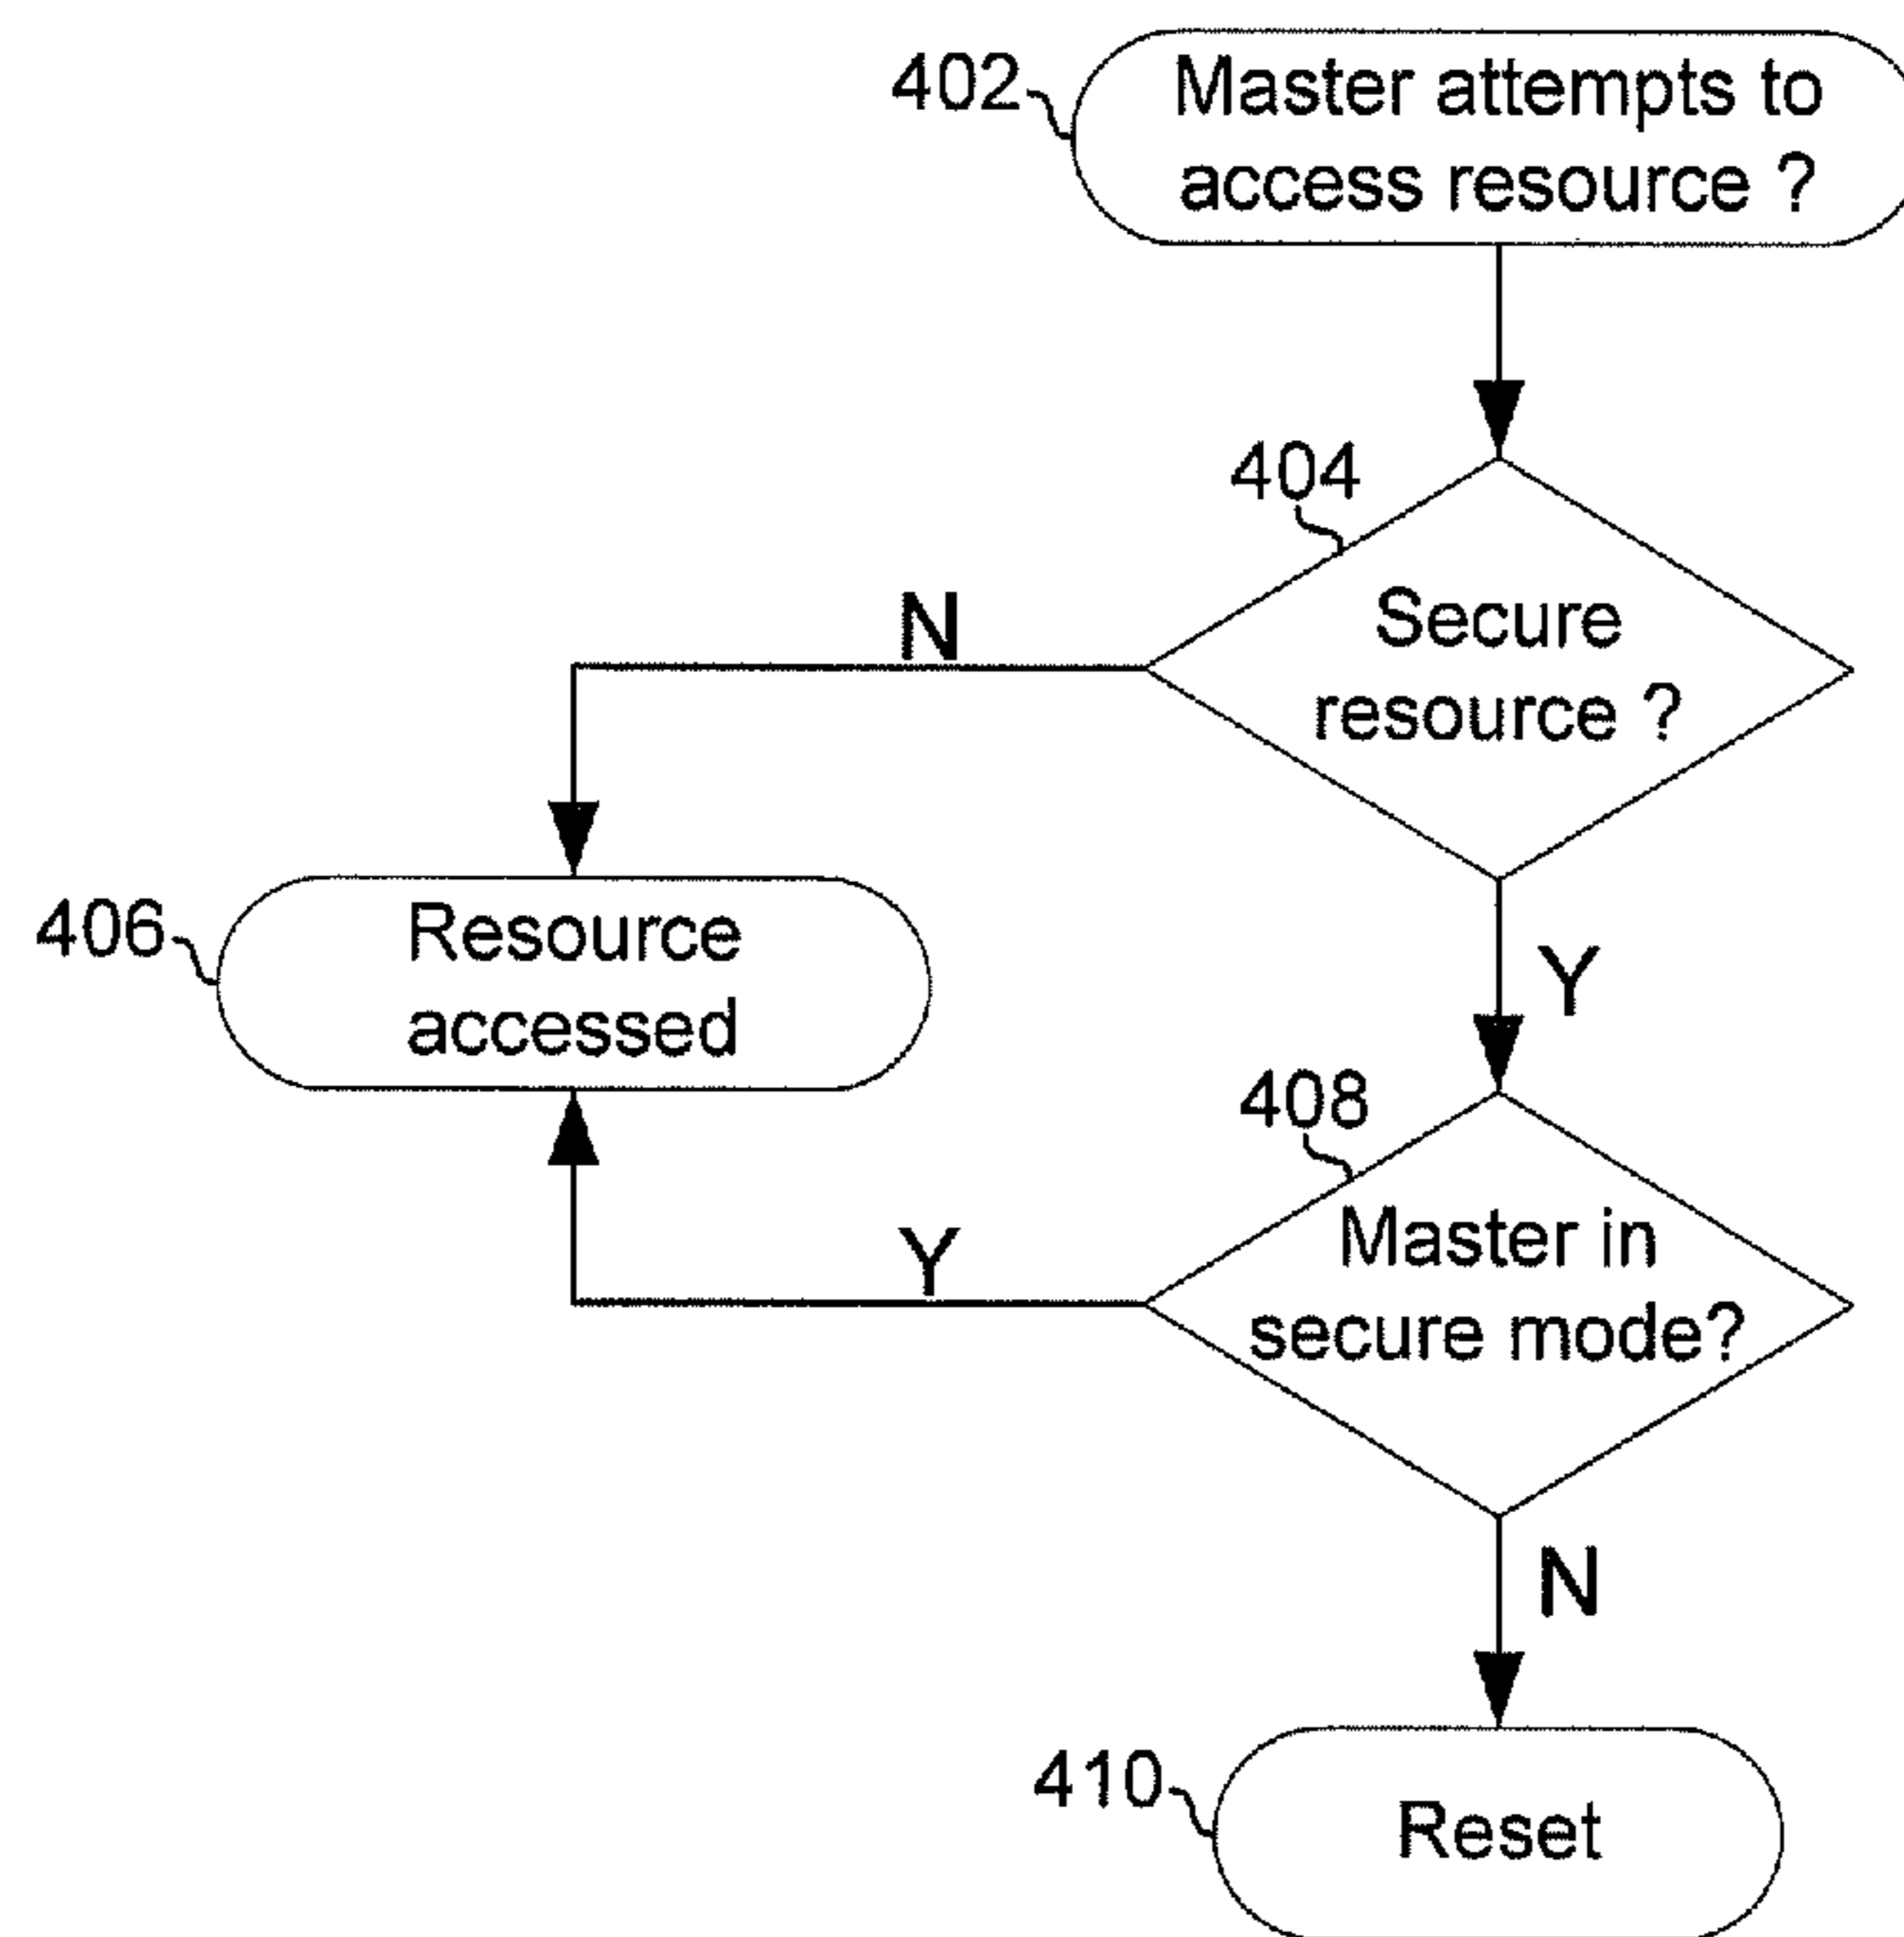 402
Master attempts to
access resource ?
404
Secure
resource ?
N
Y
406
Resource
accessed
408
Master in
secure mode?
Y
N
410
Reset